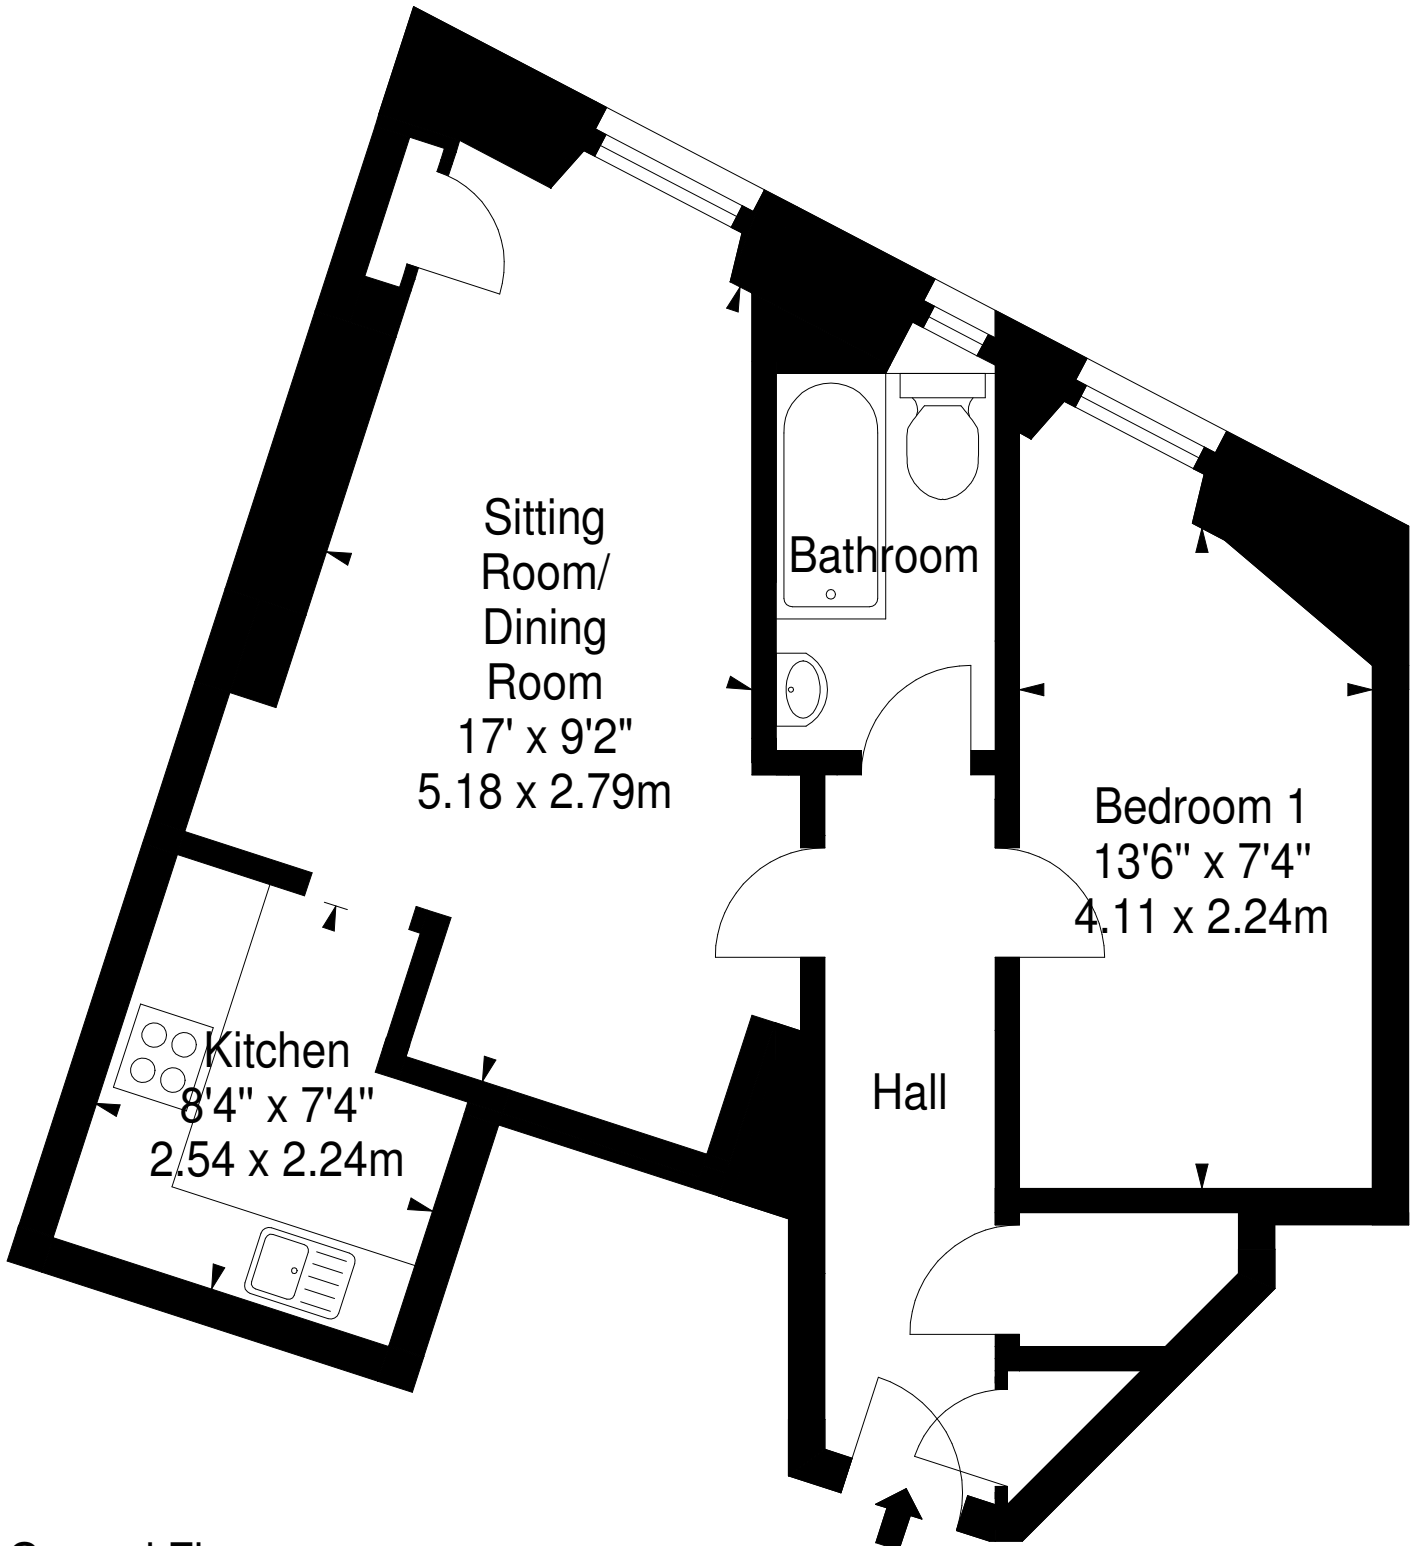 Sitting
Room/
Dining
Room
17' x 9'2"
5.18 x 2.79m
Bathroom
Bedroom 1
13'6" x 7'4"
4.11 x 2.24m
Kitchen
8'4" x 7'4"
2.54 x 2.24m
Hall